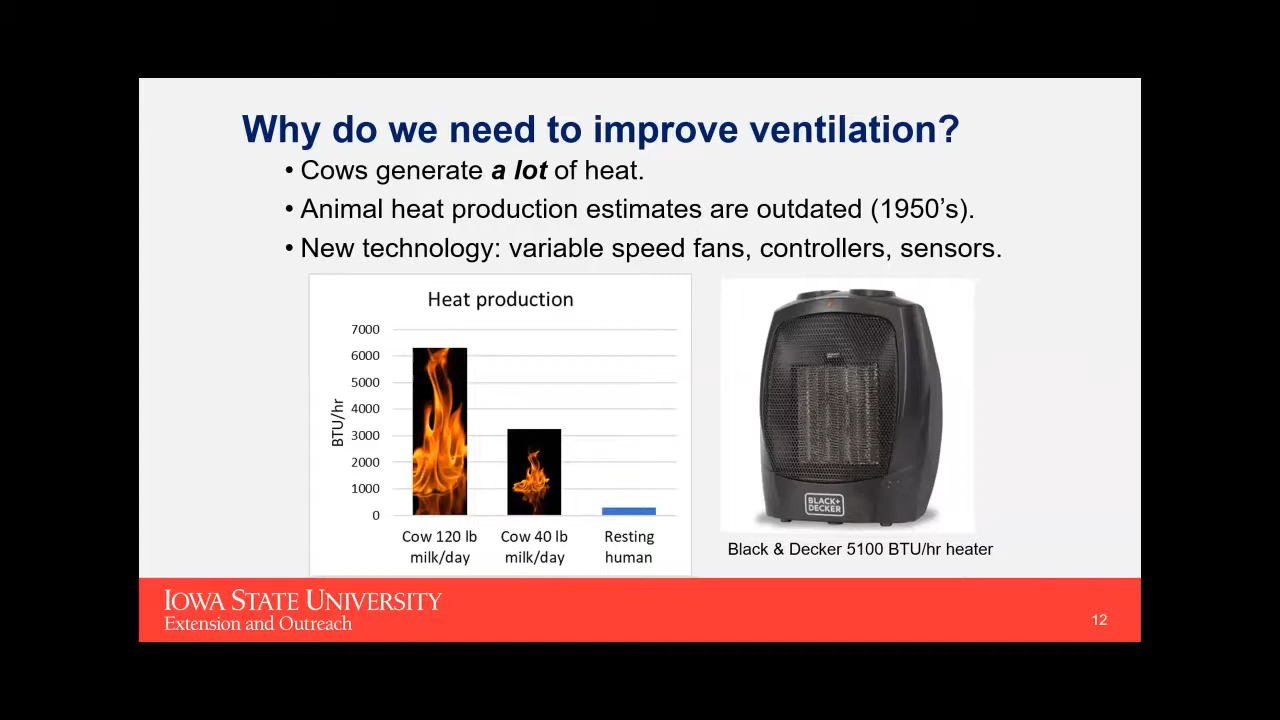 Why do we need to improve ventilation?
• Cows generate a lot of heat.
• Animal heat production estimates are outdated (1950’s).
• New technology: variable speed fans, controllers, sensors.
Heat production
7000
6000
5000
4000
3000
2000
1000
0
BTU/hr
Cow 120 lb
milk/day
Cow 40 lb
milk/day
Resting
human
BLACK+
DECKER
Black & Decker 5100 BTU/hr heater
IOWA STATE UNIVERSITY
Extension and Outreach
12